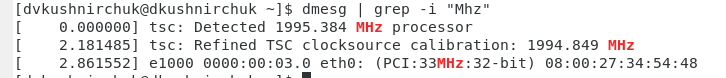 [dvkushnirchuk@dvkushnirchuk ~]$ dmesg | grep -i "Mhz"
[    0.000000] tsc: Detected 1995.384 MHz processor
[    2.181485] tsc: Refined TSC clocksource calibration: 1994.849 MHz
[    2.861552] e1000 0000:00:03.0 eth0: (PCI:33MHz:32-bit) 08:00:27:34:54:48